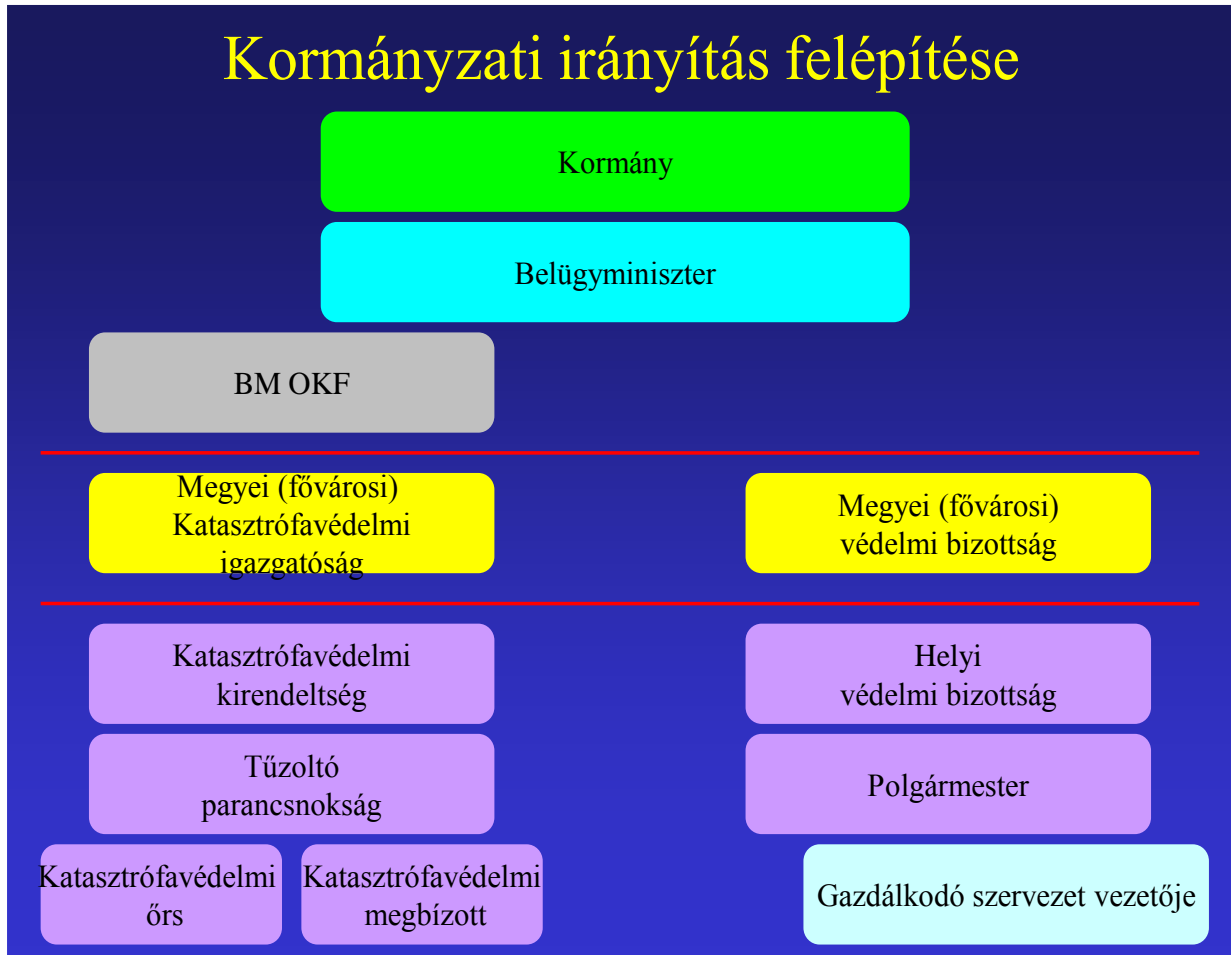 Kormányzati irányítás felépítése
Kormány
Belügyminiszter
BM OKF
Megyei (fővárosi)
Katasztrófavédelmi
igazgatóság
Megyei (fővárosi)
védelmi bizottság
Katasztrófavédelmi
kirendeltség
Helyi
védelmi bizottság
Tűzoltó
parancsnokság
Polgármester
Katasztrófavédelmi
őrs
Katasztrófavédelmi
megbízott
Gazdálkodó szervezet vezetője